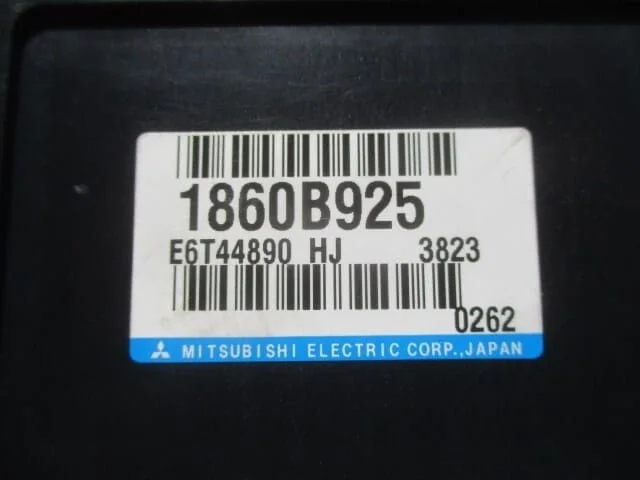 1860B925
E6T44890 HJ 3823
0262
MITSUBISHI ELECTRIC CORP.,JAPAN